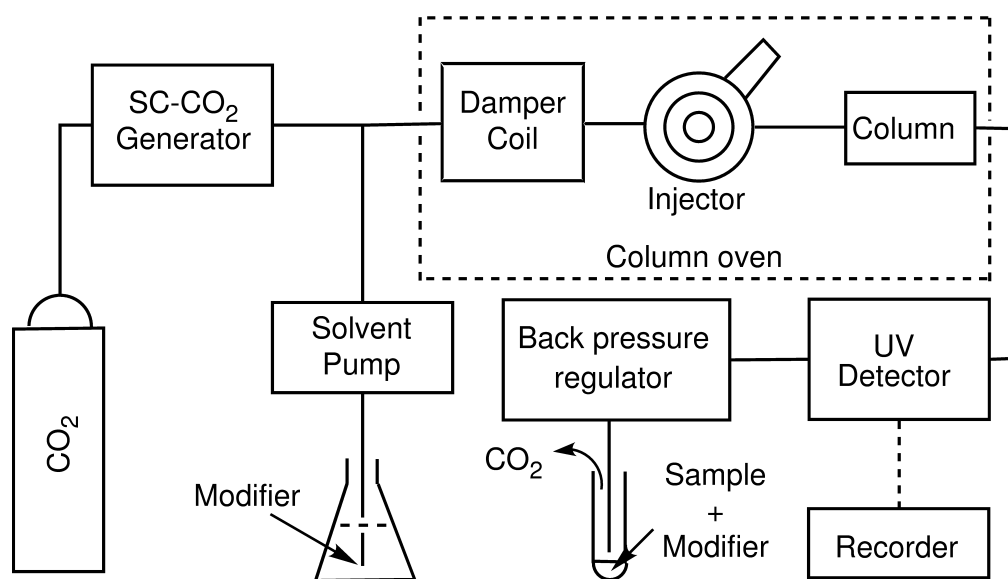 SC-CO₂
Generator
Damper
Coil
Injector
Column
Column oven
Solvent
Pump
Back pressure
regulator
UV
Detector
CO₂
Modifier
CO₂
Sample
+
Modifier
Recorder